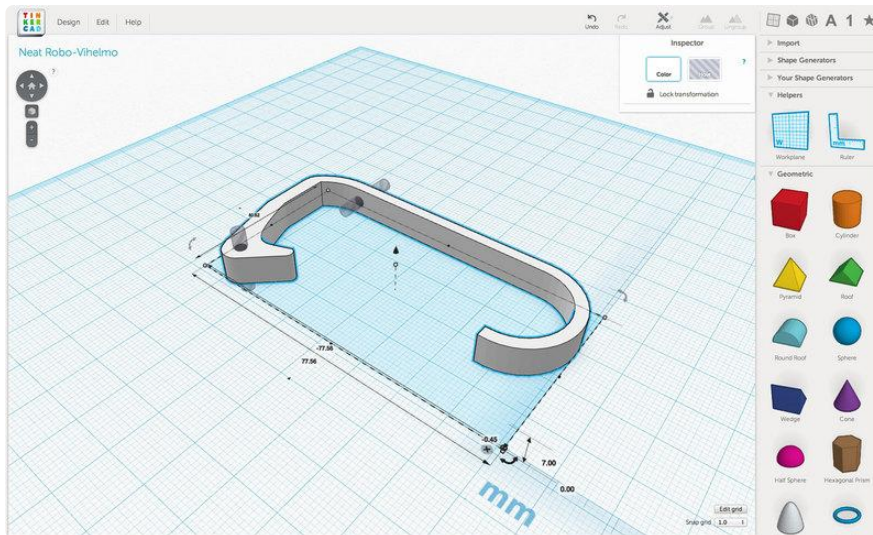 TIN
KER
CAD
Design Edit Help
Undo
Redo
Adjust
Group
Ungroup
A 1
Neat Robo-Vihelmo
?
Inspector
Color
Hole
?
Lock transformation
Import
Shape Generators
Your Shape Generators
Helpers
W
mm
Workplane
Ruler
Geometric
Box
Cylinder
Pyramid
Roof
Round Roof
Sphere
Wedge
Cone
Half Sphere
Hexagonal Prism
-77.56
77.56
-0.45
7.00
0.00
mm
Edit grid
Snap grid 1.0